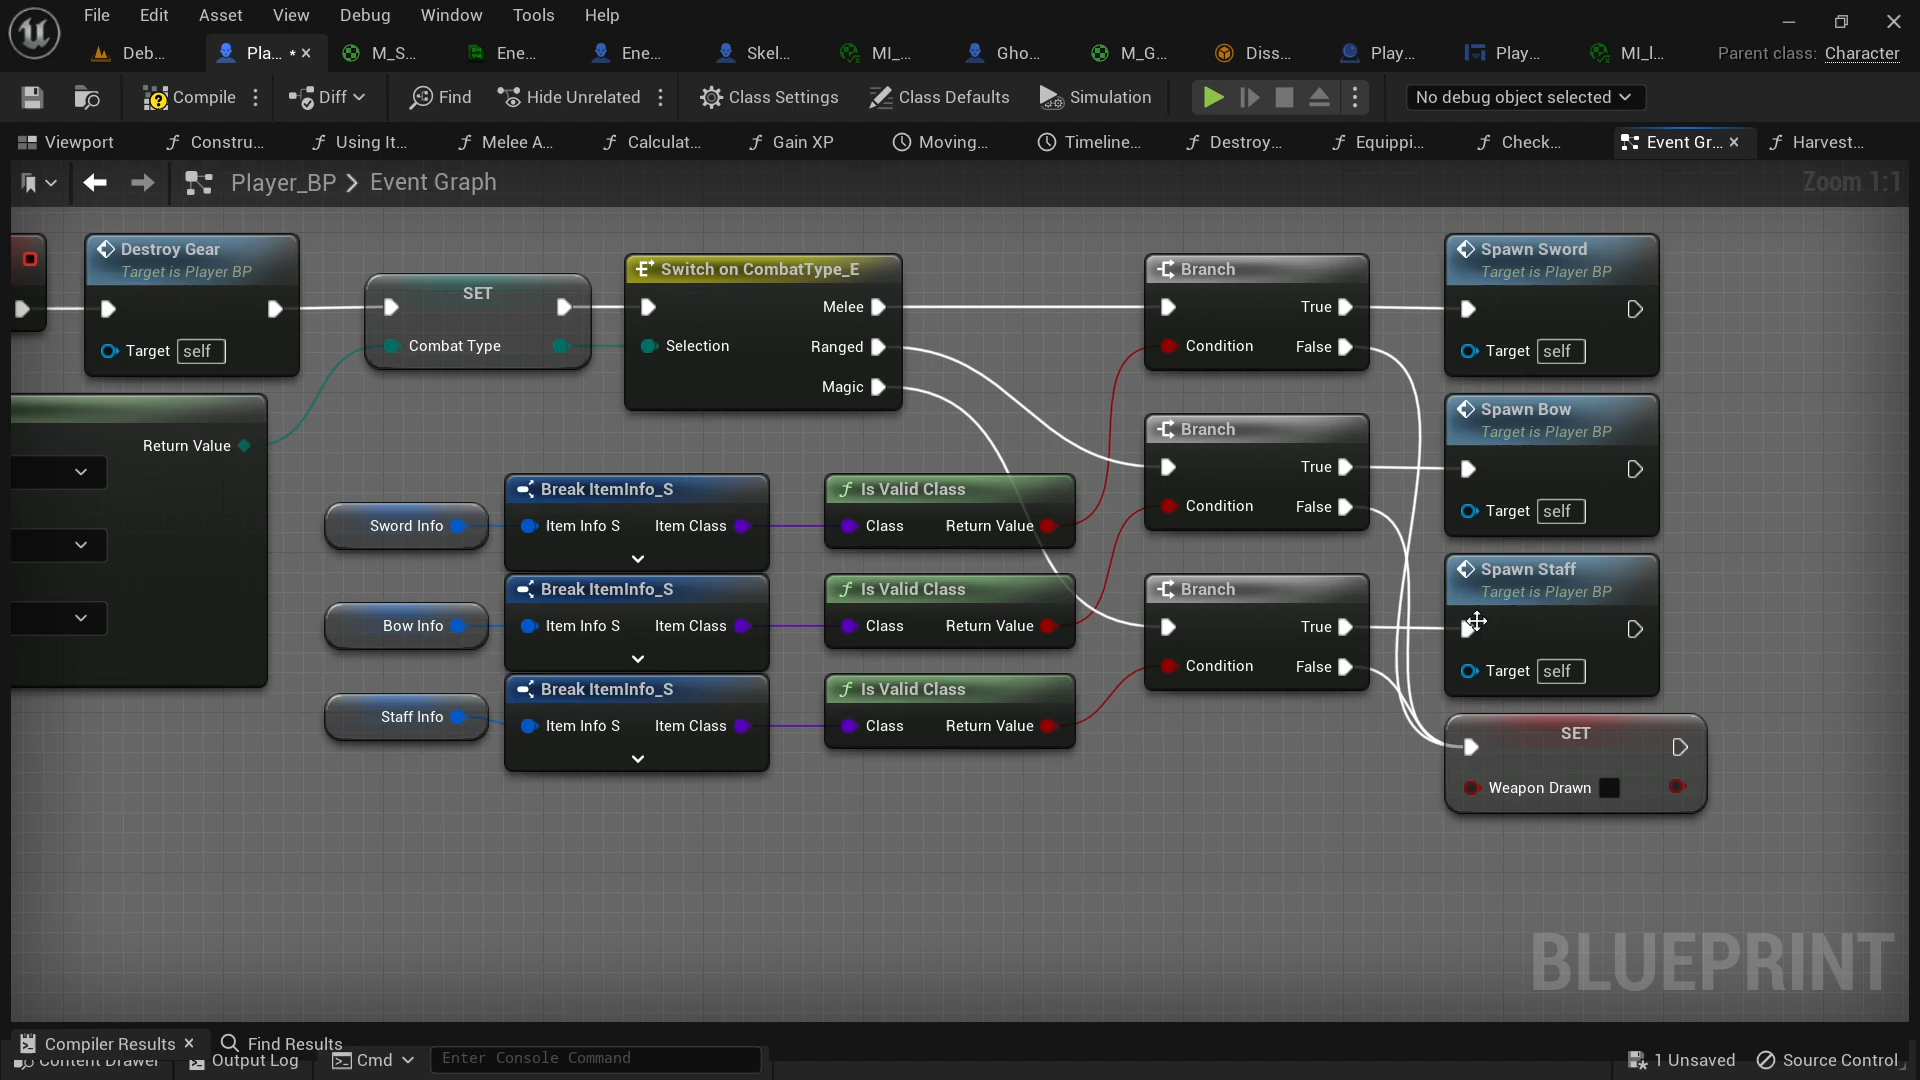 File Edit Asset View Debug Window Tools Help
Deb... Pla... * M_S... Ene... Ene... Skel... MI_... Gho... M_G... Diss... Play... Play... MI_l... Parent class: Character
Compile Diff Find Hide Unrelated Class Settings Class Defaults Simulation No debug object selected
Viewport Constru... Using It... Melee A... Calculat... Gain XP Moving... Timeline... Destroy... Equippi... Check... Event Gr... Harvest...
Player_BP > Event Graph Zoom 1:1
Destroy Gear
Target is Player BP
Target self
Return Value
SET
Combat Type
Switch on CombatType_E
Melee
Selection Ranged
Magic
Sword Info
Break ItemInfo_S
Item Info S Item Class
Is Valid Class
Class Return Value
Bow Info
Break ItemInfo_S
Item Info S Item Class
Is Valid Class
Class Return Value
Staff Info
Break ItemInfo_S
Item Info S Item Class
Is Valid Class
Class Return Value
Branch
True
Condition False
Branch
True
Condition False
Branch
True
Condition False
Spawn Sword
Target is Player BP
Target self
Spawn Bow
Target is Player BP
Target self
Spawn Staff
Target is Player BP
Target self
SET
Weapon Drawn
BLUEPRINT
Compiler Results Find Results
Content Drawer Output Log Cmd Enter Console Command 1 Unsaved Source Control